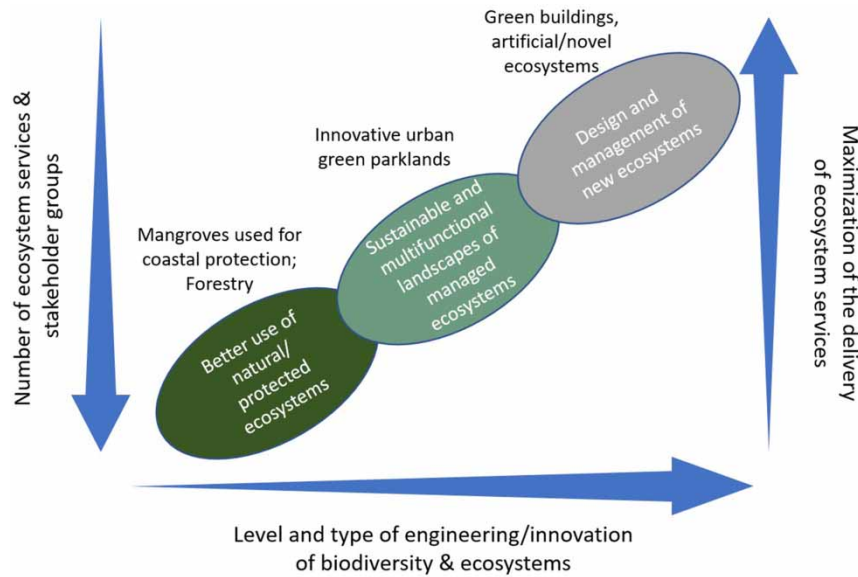 Green buildings,
artificial/novel
ecosystems
Innovative urban
green parklands
Mangroves used for
coastal protection;
Forestry
Number of ecosystem services &
stakeholder groups
Better use of
natural/
protected
ecosystems
Sustainable and
multifunctional
landscapes of
managed
ecosystems
Design and
management of
new ecosystems
Maximization of the delivery
of ecosystem services
Level and type of engineering/innovation
of biodiversity & ecosystems